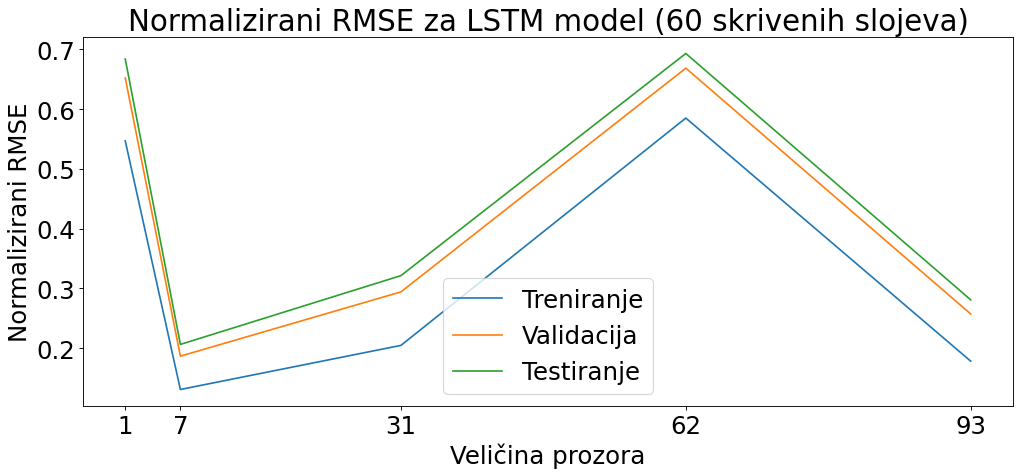 Normalizirani RMSE za LSTM model (60 skrivenih slojeva)
Normalizirani RMSE
0.7
0.6
0.5
0.4
0.3
0.2
Treniranje
Validacija
Testiranje
1 7 31 62 93
Veličina prozora